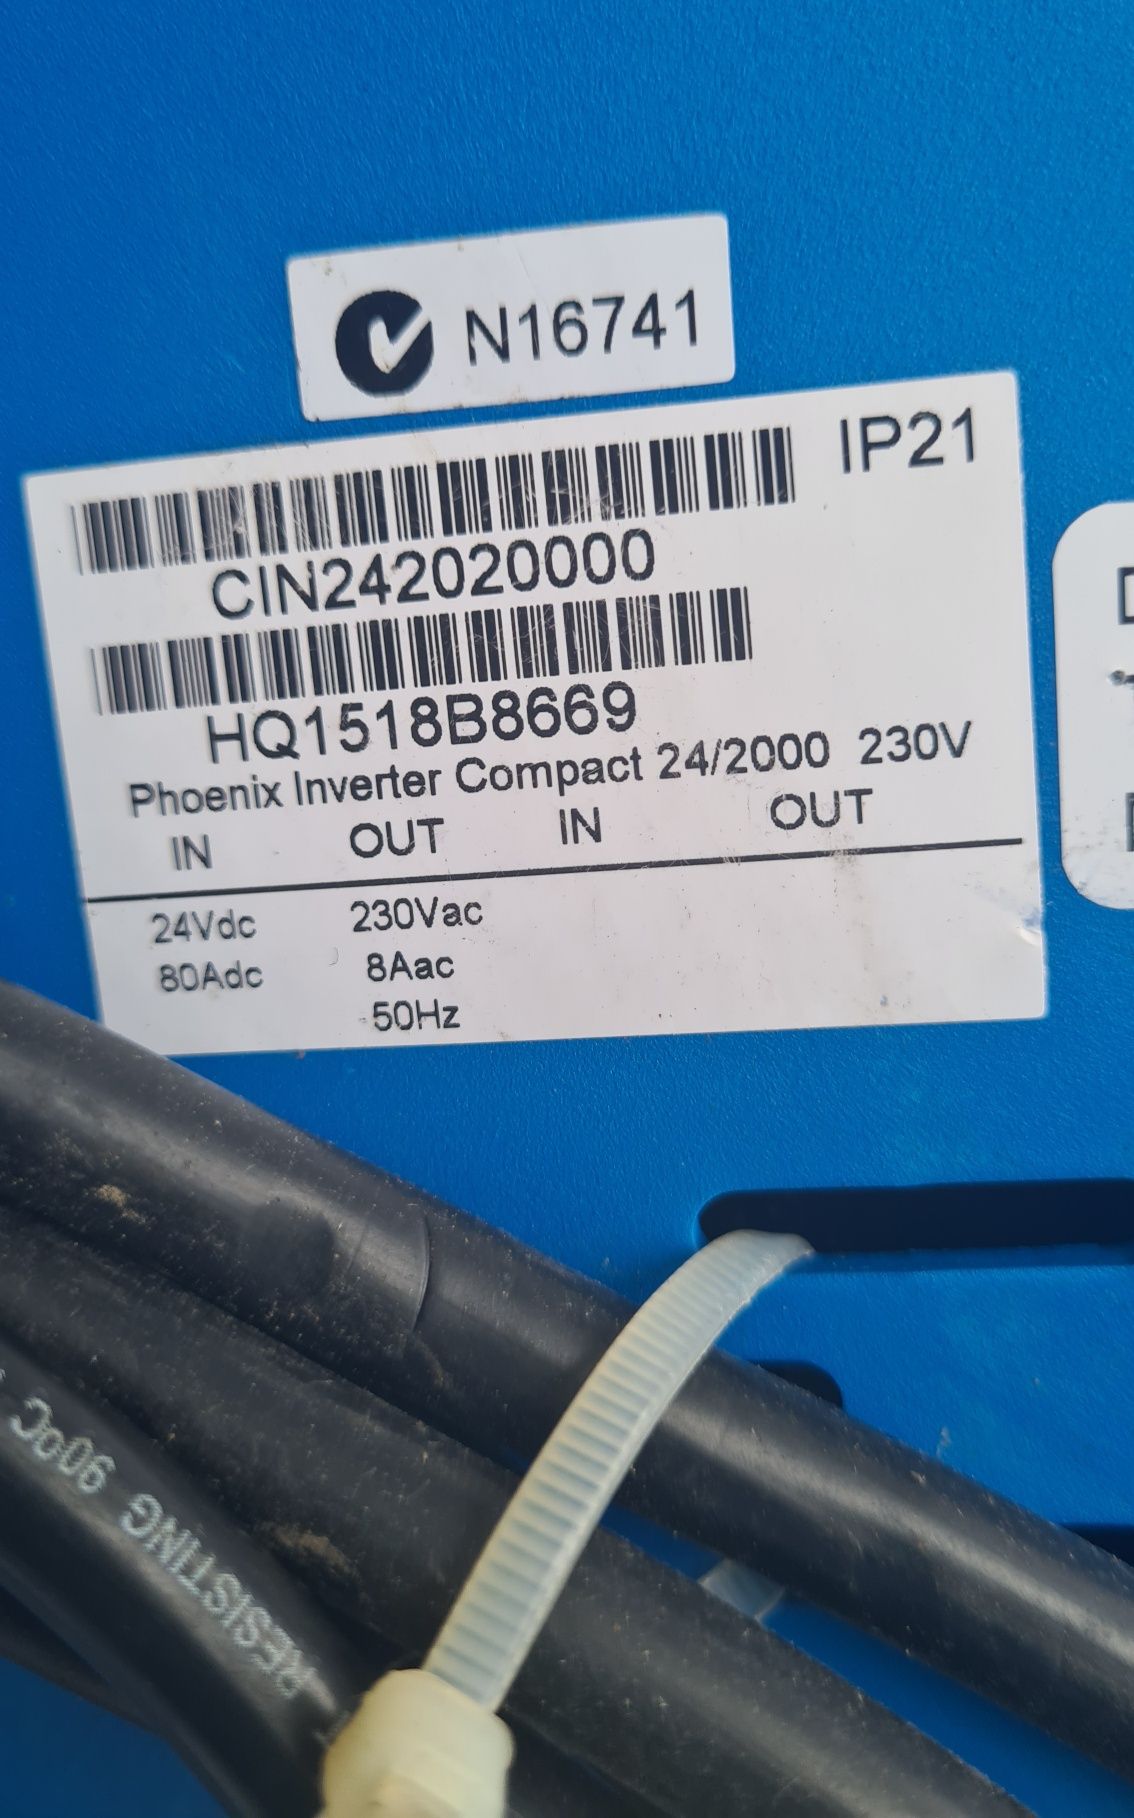 N16741
IP21
CIN242020000
HQ1518B8669
Phoenix Inverter Compact 24/2000 230V
IN OUT IN OUT
24Vdc 230Vac
80Adc 8Aac
50Hz
RESISTING 90oC